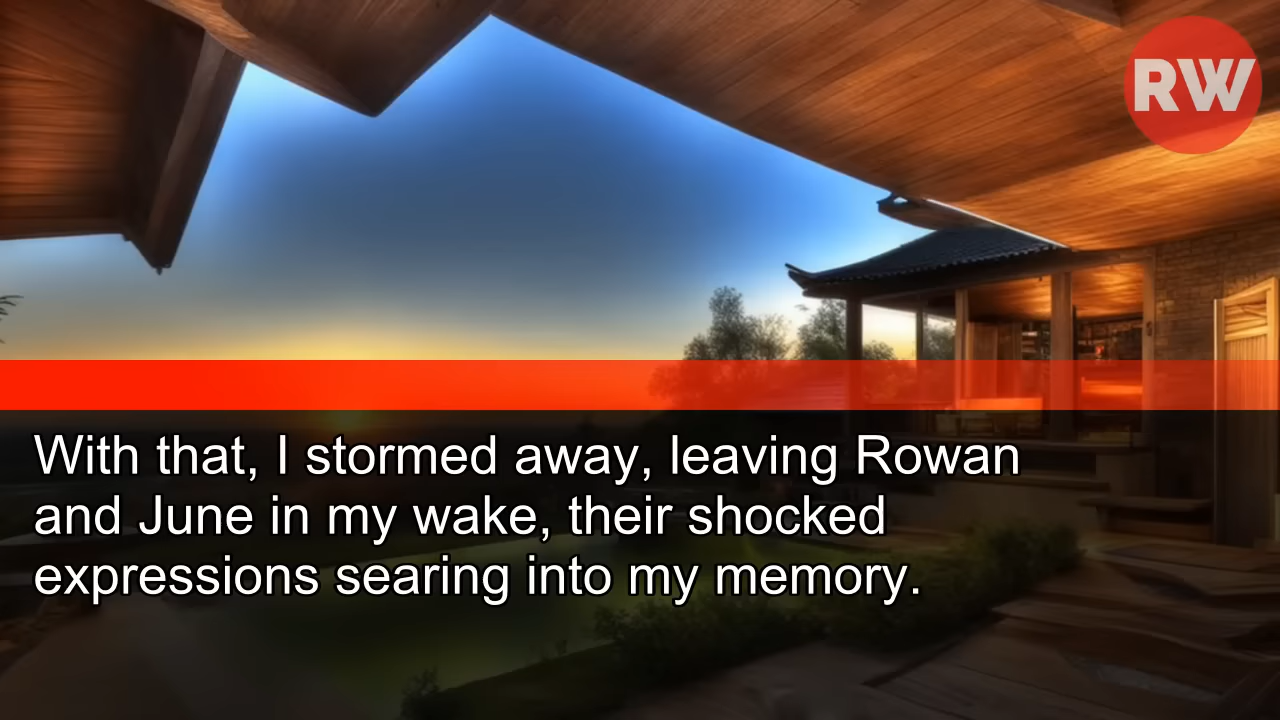 RW
With that, I stormed away, leaving Rowan
and June in my wake, their shocked
expressions searing into my memory.